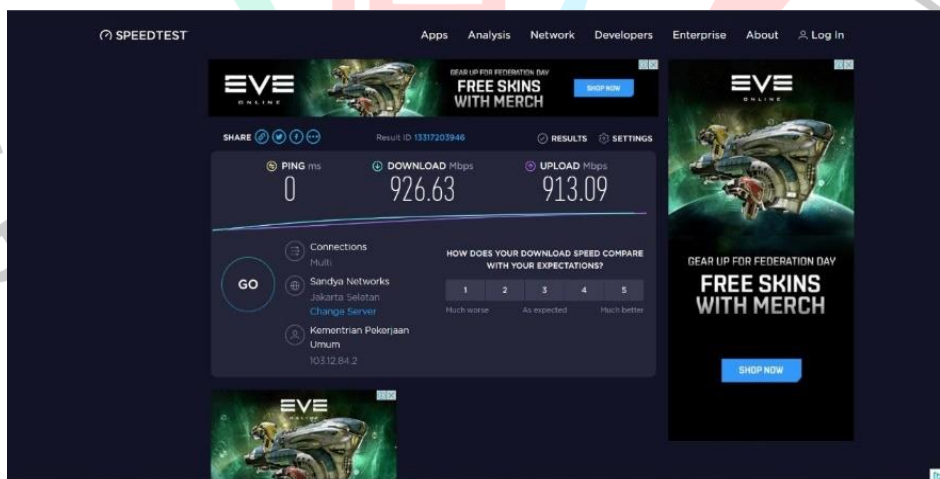 SPEEDTEST
Apps Analysis Network Developers Enterprise About Log In
EVE
ONLINE
GEAR UP FOR FEDERATION DAY
FREE SKINS
WITH MERCH
SHOP NOW
SHARE
Result ID 13317203946
RESULTS SETTINGS
PING ms
0
DOWNLOAD Mbps
926.63
UPLOAD Mbps
913.09
GO
Connections
Multi
Sandya Networks
Jakarta Selatan
Change Server
Kementrian Pekerjaan
Umum
103.12.84.2
HOW DOES YOUR DOWNLOAD SPEED COMPARE
WITH YOUR EXPECTATIONS?
1 2 3 4 5
Much worse As expected Much better
EVE
ONLINE
GEAR UP FOR FEDERATION DAY
FREE SKINS
WITH MERCH
SHOP NOW
EVE
ONLINE